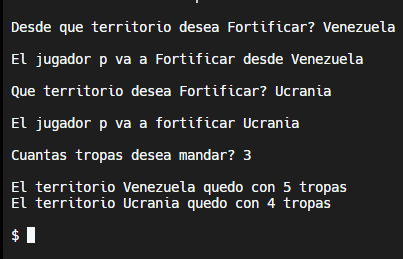 Desde que territorio desea Fortificar? Venezuela
El jugador p va a Fortificar desde Venezuela
Que territorio desea Fortificar? Ucrania
El jugador p va a fortificar Ucrania
Cuantas tropas desea mandar? 3
El territorio Venezuela quedo con 5 tropas
El territorio Ucrania quedo con 4 tropas
$